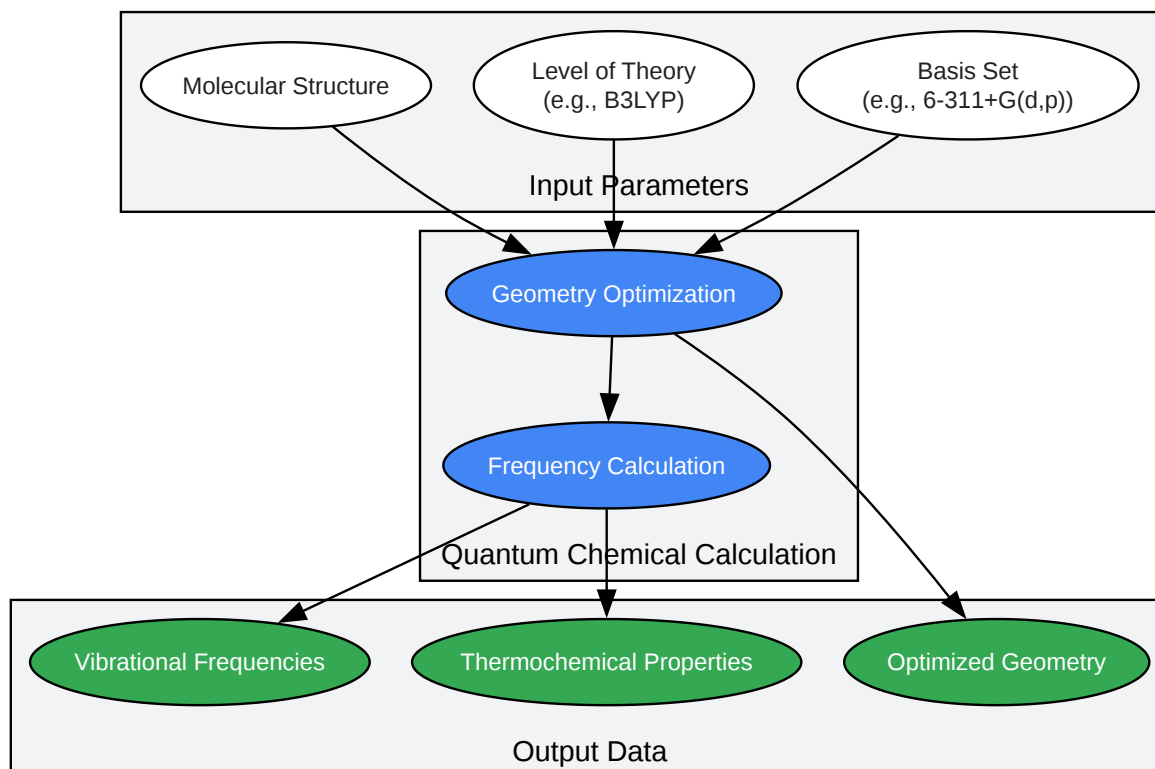 Molecular Structure
Level of Theory
(e.g., B3LYP)
Basis Set
(e.g., 6-311+G(d,p))
Input Parameters
Geometry Optimization
Frequency Calculation
Quantum Chemical Calculation
Vibrational Frequencies
Thermochemical Properties
Optimized Geometry
Output Data